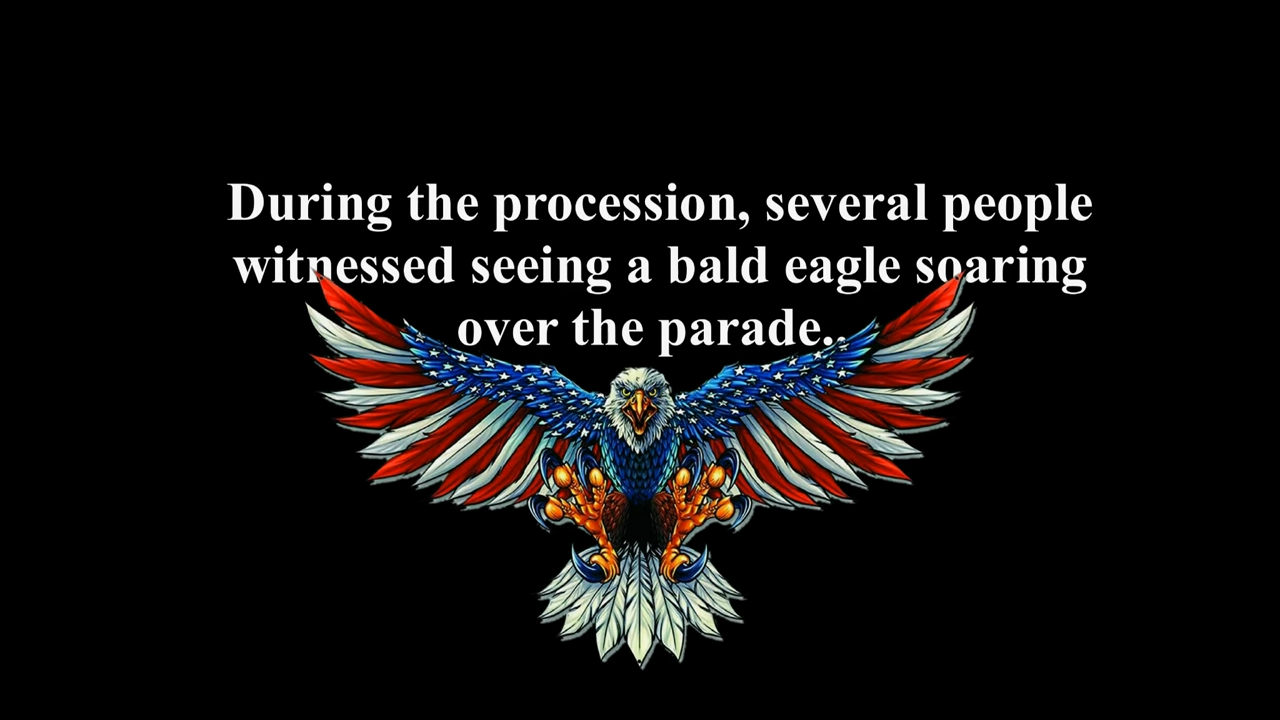 During the procession, several people
witnessed seeing a bald eagle soaring
over the parade..